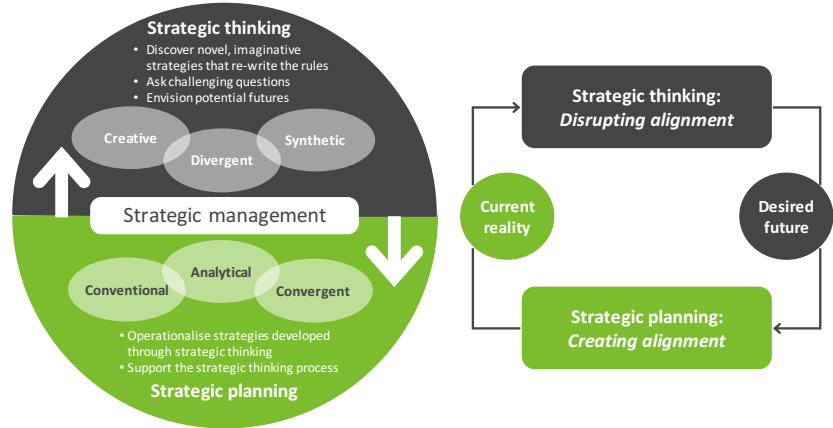 Strategic thinking
• Discover novel, imaginative
strategies that re-write the rules
• Ask challenging questions
• Envision potential futures
Creative
Divergent
Synthetic
Strategic management
Conventional
Analytical
Convergent
• Operationalise strategies developed
through strategic thinking
• Support the strategic thinking process
Strategic planning
Strategic thinking:
Disrupting alignment
Current
reality
Desired
future
Strategic planning:
Creating alignment